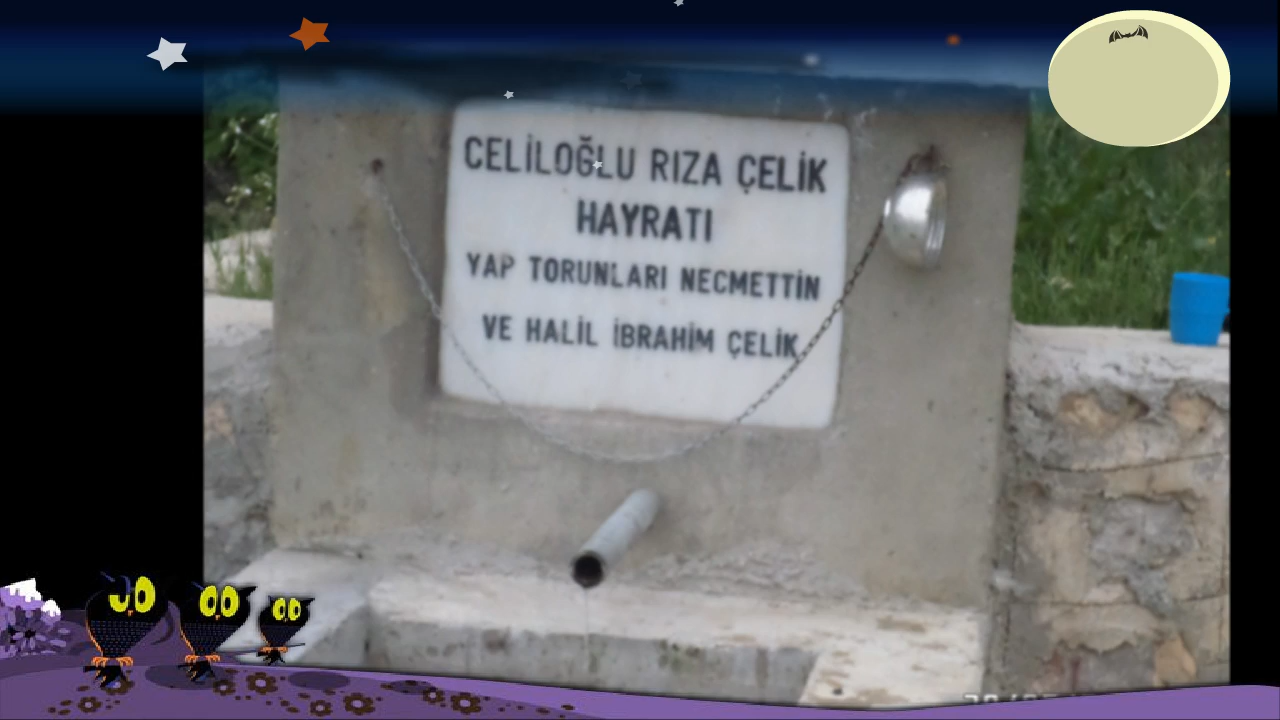 CELİLOĞLU RIZA ÇELİK
HAYRATI
YAP TORUNLARI NECMETTİN
VE HALİL İBRAHİM ÇELİK